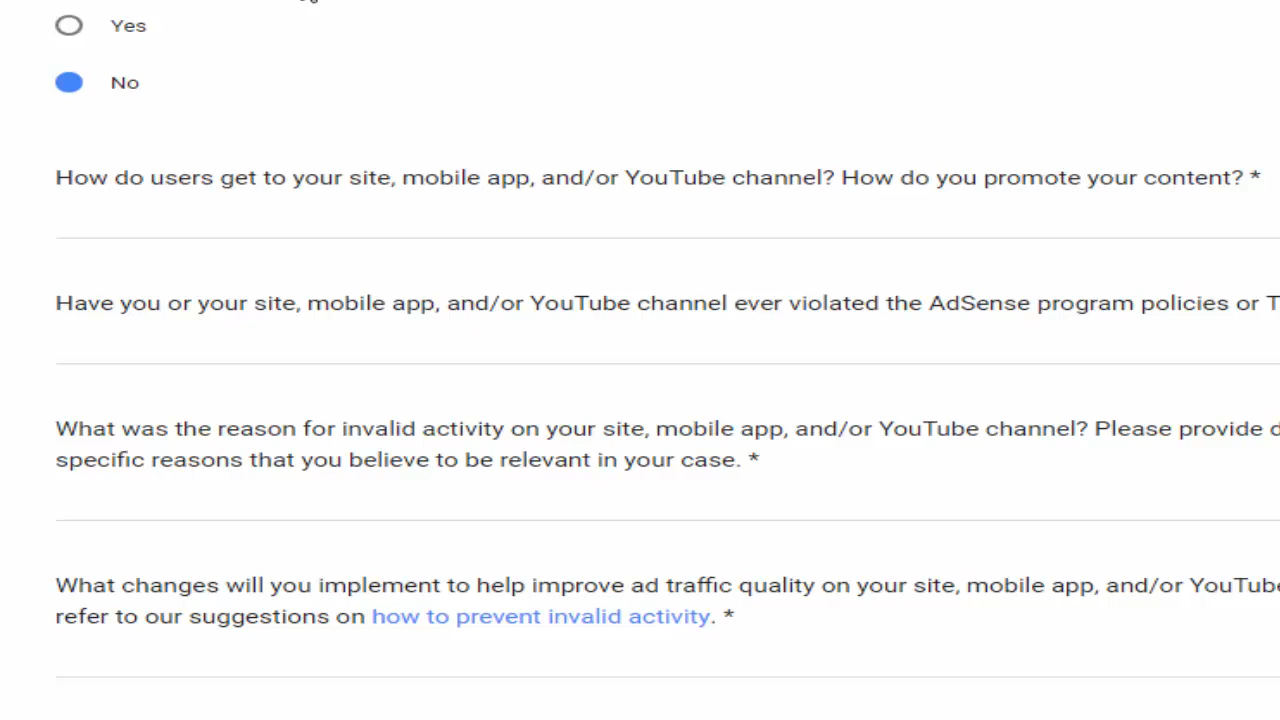 Yes
No
How do users get to your site, mobile app, and/or YouTube channel? How do you promote your content? *
Have you or your site, mobile app, and/or YouTube channel ever violated the AdSense program policies or
What was the reason for invalid activity on your site, mobile app, and/or YouTube channel? Please provide
specific reasons that you believe to be relevant in your case. *
What changes will you implement to help improve ad traffic quality on your site, mobile app, and/or YouTube
refer to our suggestions on how to prevent invalid activity. *